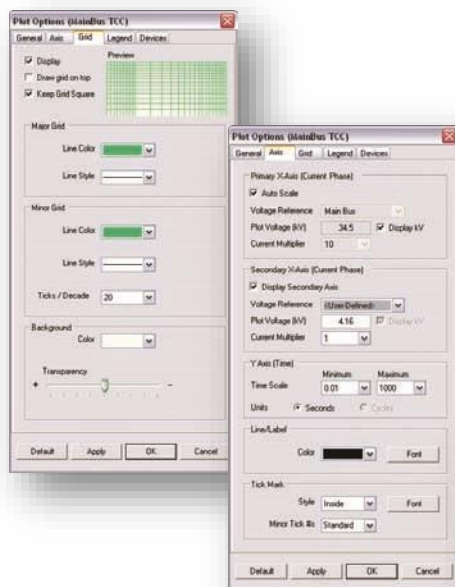 Plot Options (MainBus TCC)
General Axis Grid Legend Devices
Display
Preview
Draw grid on top
Keep Grid Square
Major Grid
Line Color
Line Style
Minor Grid
Line Color
Line Style
Ticks / Decade 20
Background
Color
Transparency
+ -
Default Apply OK Cancel
Plot Options (MainBus TCC)
General Axis Grid Legend Devices
Primary X-Axis (Current Phase)
Auto Scale
Voltage Reference Main Bus
Plot Voltage (kV) 34.5 Display kV
Current Multiplier 10
Secondary X-Axis (Current Phase)
Display Secondary Axis
Voltage Reference <User-Defined>
Plot Voltage (kV) 4.16 Display kV
Current Multiplier 1
Y Axis (Time)
Minimum Maximum
Time Scale 0.01 1000
Units Seconds Cycles
Line/Label
Color Font
Tick Mark
Style Inside Font
Minor Tick #s Standard
Default Apply OK Cancel